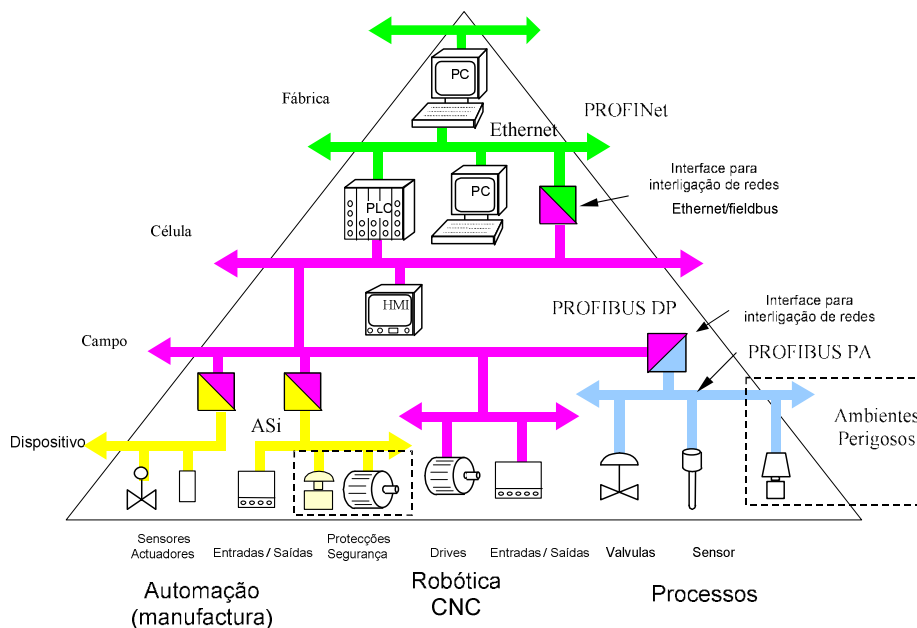 PC
Fábrica
PROFINet
Ethernet
Interface para
interligação de redes
Ethernet/fieldbus
PLC
PC
Célula
HMI
PROFIBUS DP
Interface para
interligação de redes
Campo
PROFIBUS PA
ASi
Ambientes
Perigosos
Dispositivo
Sensores
Actuadores
Entradas / Saídas
Protecções
Segurança
Drives
Entradas / Saídas
Valvulas
Sensor
Automação
(manufactura)
Robótica
CNC
Processos